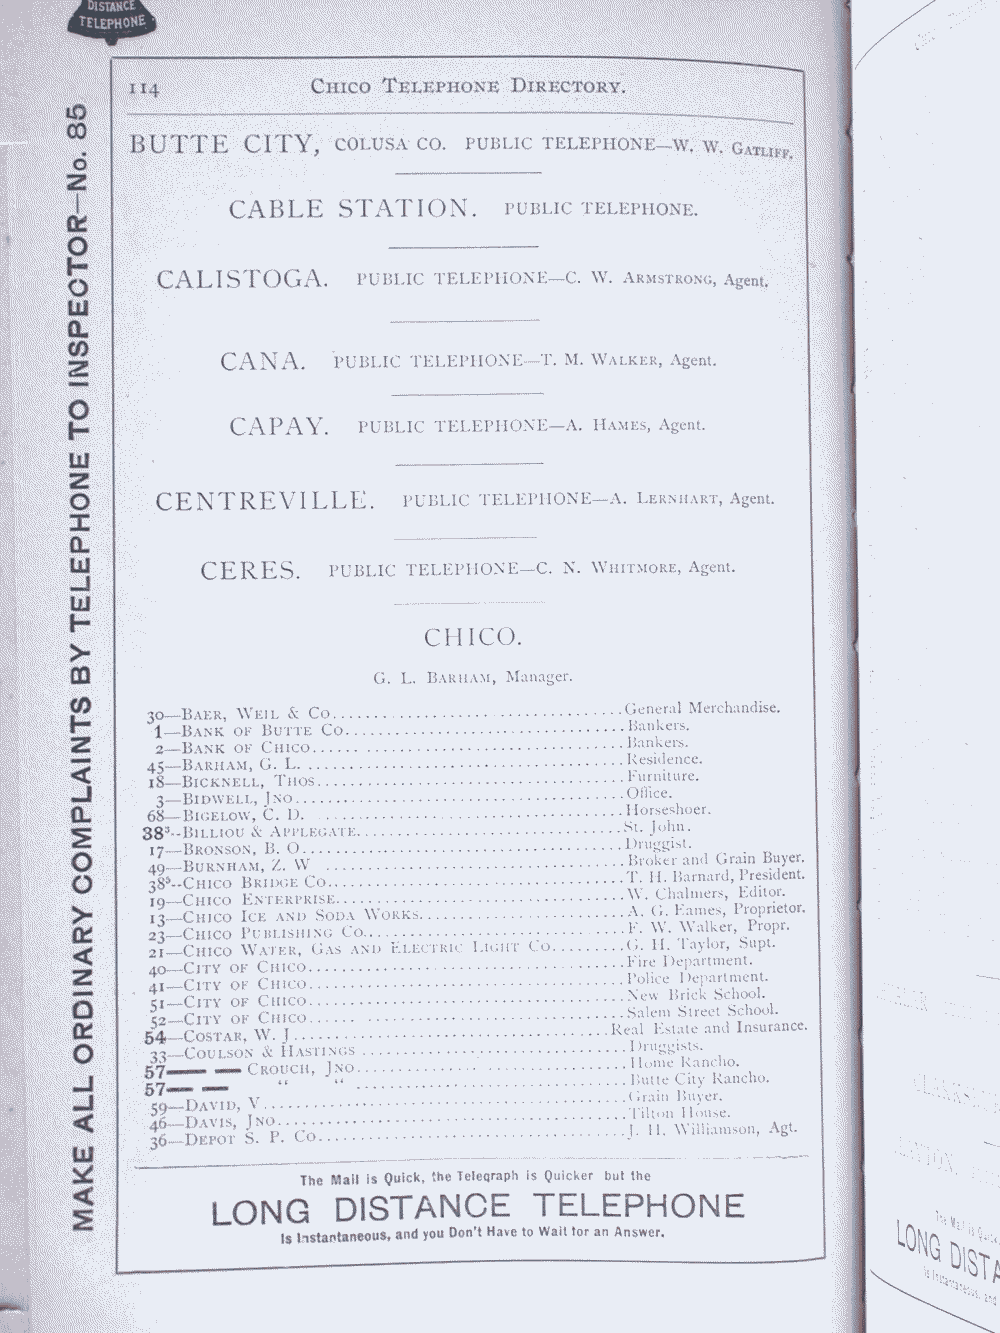 DISTANCE
TELEPHONE
MAKE ALL ORDINARY COMPLAINTS BY TELEPHONE TO INSPECTOR—No. 85
114 CHICO TELEPHONE DIRECTORY.
BUTTE CITY, COLUSA CO. PUBLIC TELEPHONE—W. W. GATLIFF.
CABLE STATION. PUBLIC TELEPHONE.
CALISTOGA. PUBLIC TELEPHONE—C. W. ARMSTRONG, Agent.
CANA. PUBLIC TELEPHONE—T. M. WALKER, Agent.
CAPAY. PUBLIC TELEPHONE—A. HAMES, Agent.
CENTREVILLE. PUBLIC TELEPHONE—A. LERNHART, Agent.
CERES. PUBLIC TELEPHONE—C. N. WHITMORE, Agent.
CHICO.
G. L. BARHAM, Manager.
30—BAER, WEIL & CO. General Merchandise.
1—BANK OF BUTTE CO. Bankers.
2—BANK OF CHICO. Bankers.
45—BARHAM, G. L. Residence.
18—BICKNELL, THOS. Furniture.
3—BIDWELL, JNO. Office.
68—BIGELOW, C. D. Horseshoer.
38³--BILLIOU & APPLEGATE. St. John.
17—BRONSON, B. O. Druggist.
49—BURNHAM, Z. W. Broker and Grain Buyer.
38⁵--CHICO BRIDGE CO. T. H. Barnard, President.
19—CHICO ENTERPRISE. W. Chalmers, Editor.
13—CHICO ICE AND SODA WORKS. A. G. Eames, Proprietor.
23—CHICO PUBLISHING CO. F. W. Walker, Propr.
21—CHICO WATER, GAS AND ELECTRIC LIGHT CO. G. H. Taylor, Supt.
40—CITY OF CHICO. Fire Department.
41—CITY OF CHICO. Police Department.
51—CITY OF CHICO. New Brick School.
52—CITY OF CHICO. Salem Street School.
54—COSTAR, W. J. Real Estate and Insurance.
33—COULSON & HASTINGS Druggists.
57— — CROUCH, JNO. Home Rancho.
57— — " " Butte City Rancho.
59—DAVID, V. Grain Buyer.
46—DAVIS, JNO. Tilton House.
36—DEPOT S. P. CO. J. H. Williamson, Agt.
The Mail is Quick, the Telegraph is Quicker but the
LONG DISTANCE TELEPHONE
Is Instantaneous, and you Don't Have to Wait for an Answer.
The Mail is Quick,
LONG DISTA
is Instantaneous, and